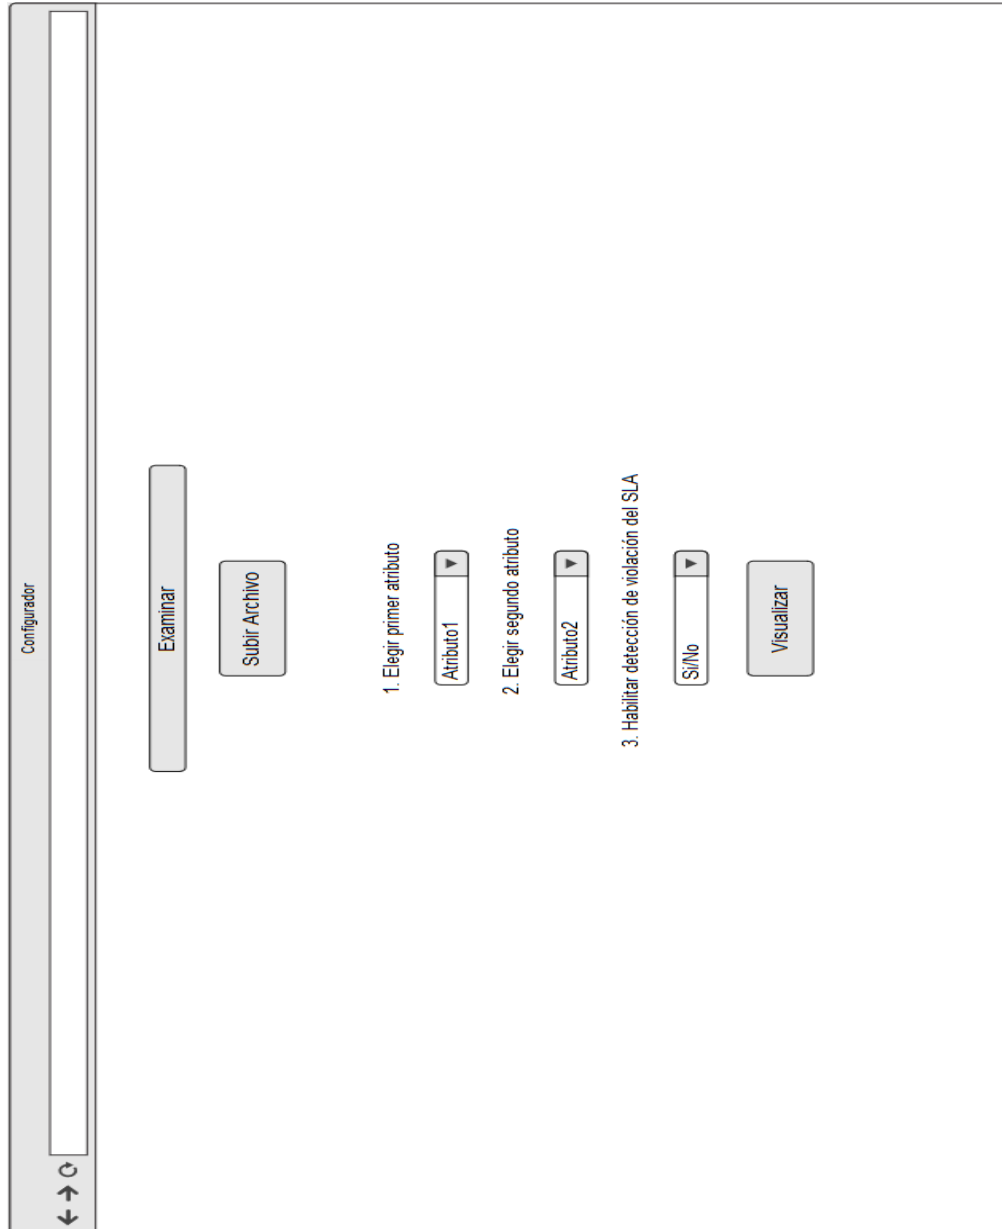 Configurador
Examinar
Subir Archivo
1. Elegir primer atributo
Atributo1
2. Elegir segundo atributo
Atributo2
3. Habilitar detección de violación del SLA
Si/No
Visualizar